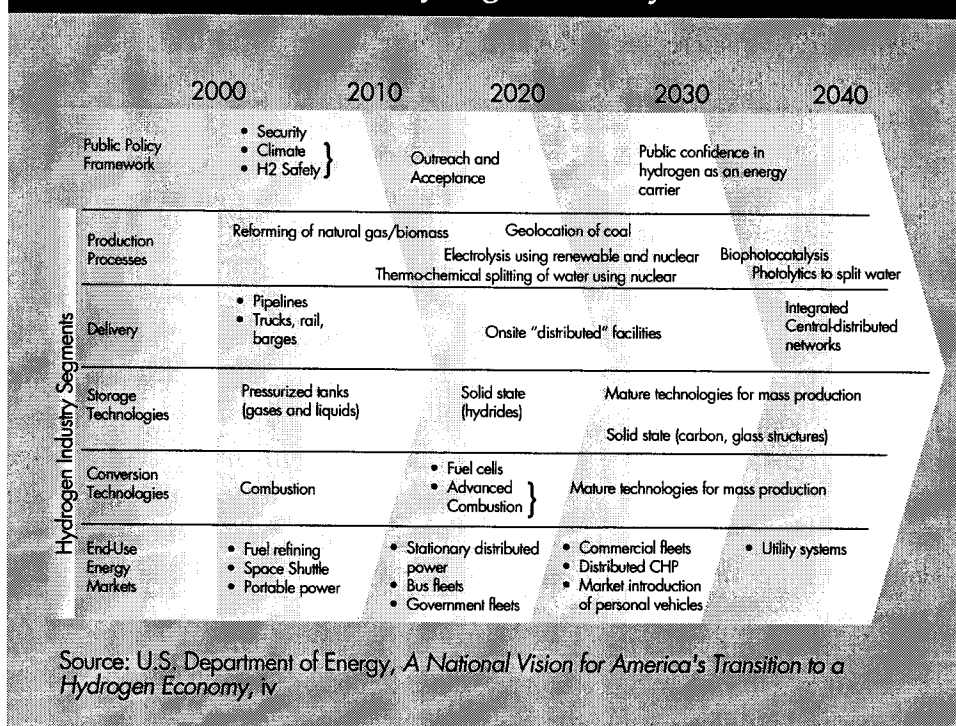 2000 2010 2020 2030 2040
Public Policy
Framework
• Security
• Climate
• H2 Safety
Outreach and
Acceptance
Public confidence in
hydrogen as an energy
carrier
Hydrogen Industry Segments
Production
Processes
Reforming of natural gas/biomass
Geolocation of coal
Electrolysis using renewable and nuclear
Thermo-chemical splitting of water using nuclear
Biophotocatalysis
Photolytics to split water
Delivery
• Pipelines
• Trucks, rail,
barges
Onsite "distributed" facilities
Integrated
Central-distributed
networks
Storage
Technologies
Pressurized tanks
(gases and liquids)
Solid state
(hydrides)
Mature technologies for mass production
Solid state (carbon, glass structures)
Conversion
Technologies
Combustion
• Fuel cells
• Advanced
Combustion
Mature technologies for mass production
End-Use
Energy
Markets
• Fuel refining
• Space Shuttle
• Portable power
• Stationary distributed
power
• Bus fleets
• Government fleets
• Commercial fleets
• Distributed CHP
• Market introduction
of personal vehicles
• Utility systems
Source: U.S. Department of Energy, A National Vision for America's Transition to a
Hydrogen Economy, iv